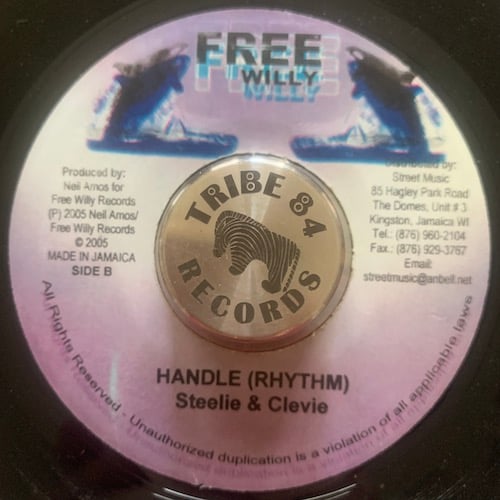 FREE
WILLY
Produced by:
Neil Amos for
Free Willy Records
(P) 2005 Neil Amos/
Free Willy Records
© 2005
MADE IN JAMAICA
SIDE B
Distributed by:
Street Music
85 Hagley Park Road
The Domes, Unit # 3
Kingston, Jamaica WI
Tel.: (876) 960-2104
Fax.: (876) 929-3767
Email:
streetmusic@anbell.net
TRIBE 84
RECORDS
HANDLE (RHYTHM)
Steelie & Clevie
All Rights Reserved - Unauthorized duplication is a violation of all applicable laws